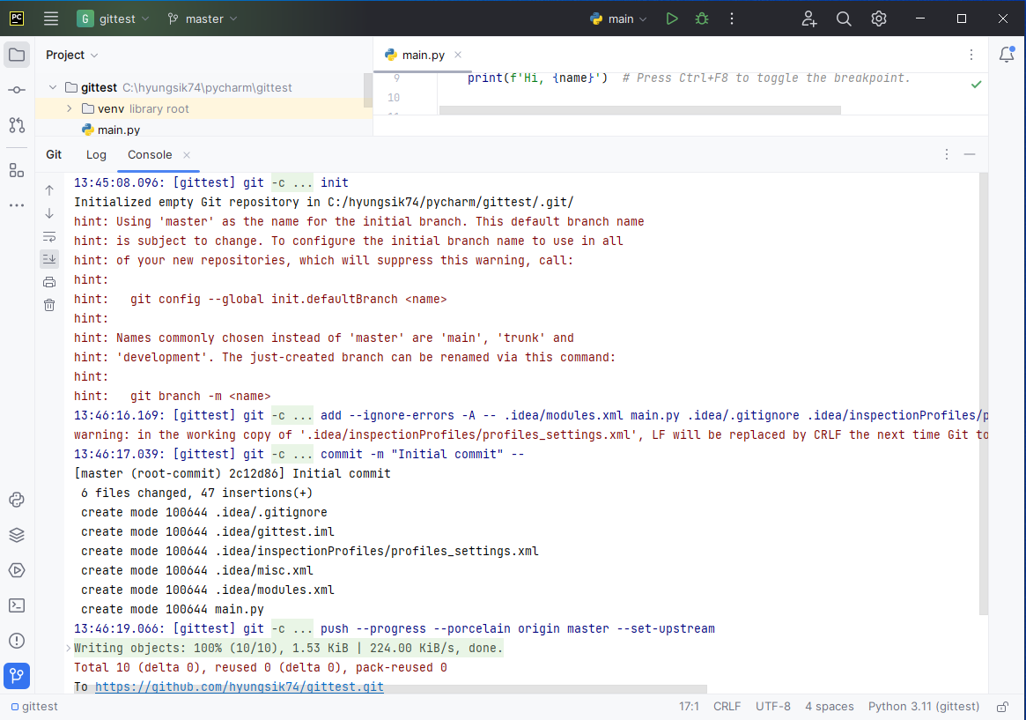 PC
G gittest
master
main
Project
main.py
gittest C:\hyungsik74\pycharm\gittest
venv library root
main.py
9 print(f'Hi, {name}') # Press Ctrl+F8 to toggle the breakpoint.
10
Git
Log
Console
13:45:08.096: [gittest] git -c ... init
Initialized empty Git repository in C:/hyungsik74/pycharm/gittest/.git/
hint: Using 'master' as the name for the initial branch. This default branch name
hint: is subject to change. To configure the initial branch name to use in all
hint: of your new repositories, which will suppress this warning, call:
hint:
hint:   git config --global init.defaultBranch <name>
hint:
hint: Names commonly chosen instead of 'master' are 'main', 'trunk' and
hint: 'development'. The just-created branch can be renamed via this command:
hint:
hint:   git branch -m <name>
13:46:16.169: [gittest] git -c ... add --ignore-errors -A -- .idea/modules.xml main.py .idea/.gitignore .idea/inspectionProfiles/p
warning: in the working copy of '.idea/inspectionProfiles/profiles_settings.xml', LF will be replaced by CRLF the next time Git to
13:46:17.039: [gittest] git -c ... commit -m "Initial commit" --
[master (root-commit) 2c12d86] Initial commit
 6 files changed, 47 insertions(+)
 create mode 100644 .idea/.gitignore
 create mode 100644 .idea/gittest.iml
 create mode 100644 .idea/inspectionProfiles/profiles_settings.xml
 create mode 100644 .idea/misc.xml
 create mode 100644 .idea/modules.xml
 create mode 100644 main.py
13:46:19.066: [gittest] git -c ... push --progress --porcelain origin master --set-upstream
Writing objects: 100% (10/10), 1.53 KiB | 224.00 KiB/s, done.
Total 10 (delta 0), reused 0 (delta 0), pack-reused 0
To https://github.com/hyungsik74/gittest.git
gittest
17:1 CRLF UTF-8 4 spaces Python 3.11 (gittest)